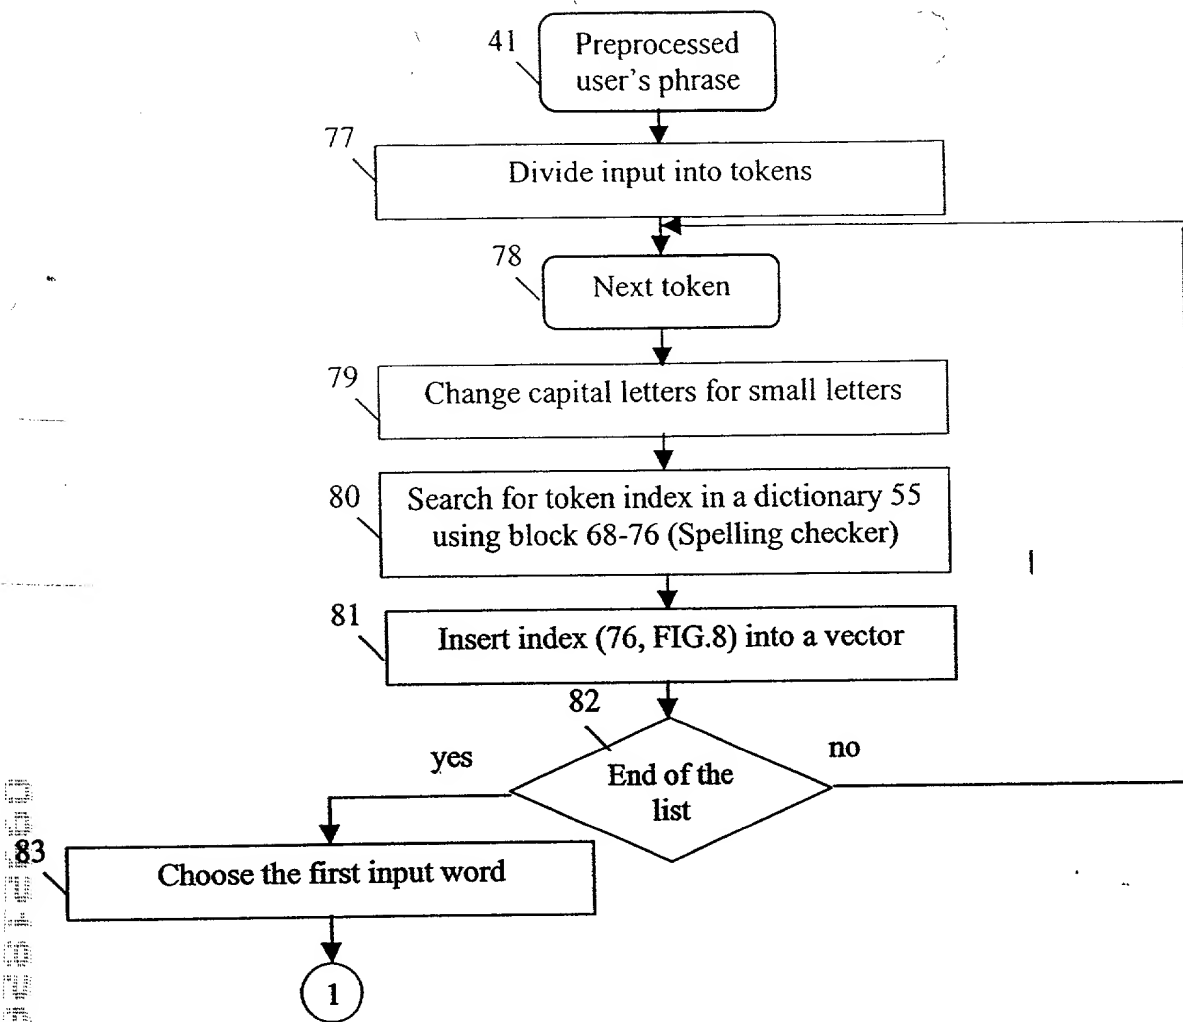 41
Preprocessed
user's phrase
77
Divide input into tokens
78
Next token
79
Change capital letters for small letters
80
Search for token index in a dictionary 55
using block 68-76 (Spelling checker)
81
Insert index (76, FIG.8) into a vector
82
yes
no
End of the
list
83
Choose the first input word
1